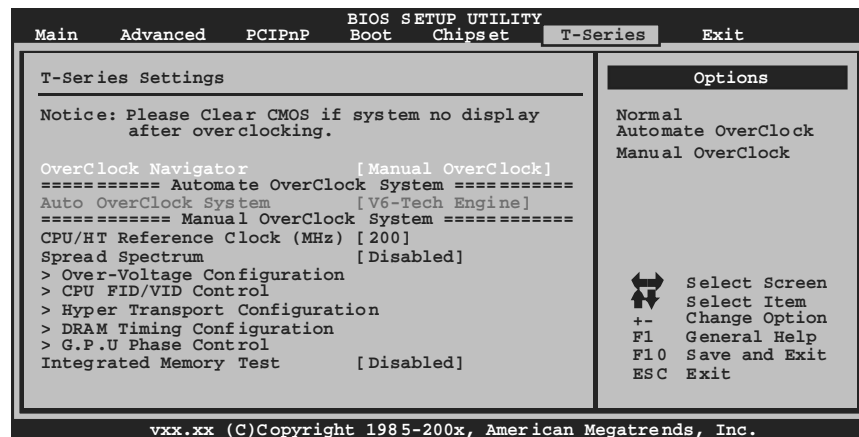 BIOS SETUP UTILITY
Main Advanced PCIPnP Boot Chipset T-Series Exit
T-Series Settings
Notice: Please Clear CMOS if system no display
after overclocking.
OverClock Navigator [Manual OverClock]
=========== Automate OverClock System ===========
Auto OverClock System [V6-Tech Engine]
============ Manual OverClock System ============
CPU/HT Reference Clock (MHz) [200]
Spread Spectrum [Disabled]
> Over-Voltage Configuration
> CPU FID/VID Control
> Hyper Transport Configuration
> DRAM Timing Configuration
> G.P.U Phase Control
Integrated Memory Test [Disabled]
Options
Normal
Automate OverClock
Manual OverClock
Select Screen
Select Item
+- Change Option
F1 General Help
F10 Save and Exit
ESC Exit
vxx.xx (C)Copyright 1985-200x, American Megatrends, Inc.